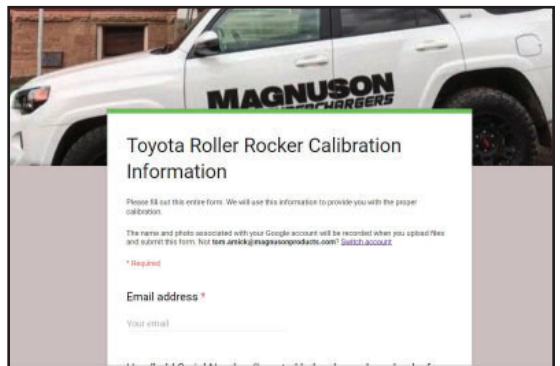 MAGNUSON
Toyota Roller Rocker Calibration
Information
Please fill out this entire form. We will use this information to provide you with the proper
calibration.
The name and photo associated with your Google account will be recorded when you upload files
and submit this form. Not tom.amick@magnusonproducts.com? Switch account
* Required
Email address *
Your email